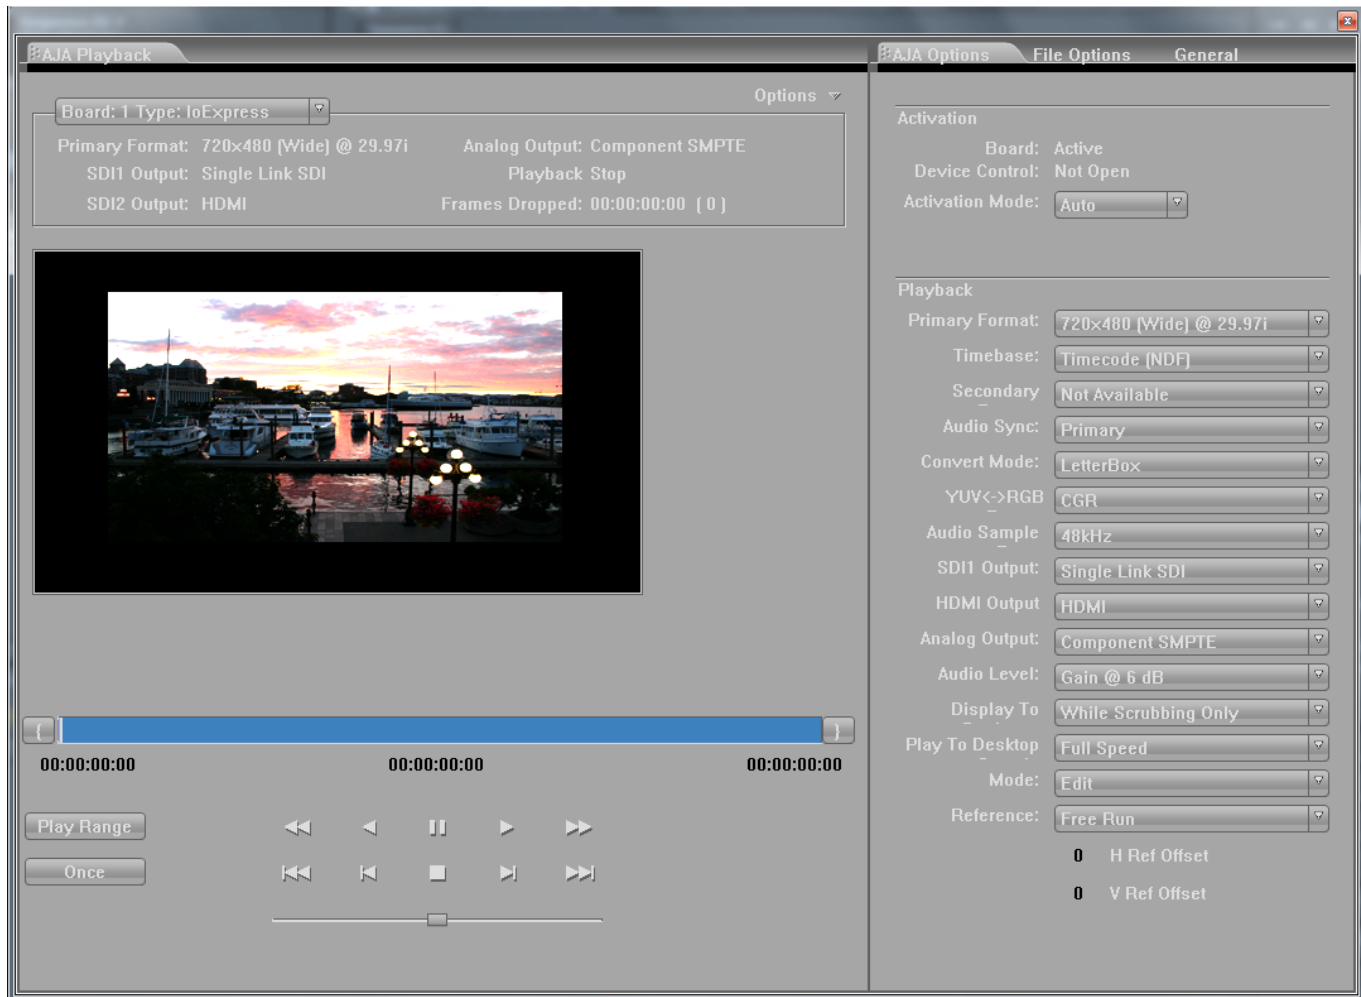 AJA Playback
Options
Board: 1 Type: IoExpress
Primary Format: 720x480 (Wide) @ 29.97i
Analog Output: Component SMPTE
SDI1 Output: Single Link SDI
Playback Stop
SDI2 Output: HDMI
Frames Dropped: 00:00:00:00 ( 0 )
{
}
00:00:00:00
00:00:00:00
00:00:00:00
Play Range
Once
AJA Options
File Options
General
Activation
Board: Active
Device Control: Not Open
Activation Mode: Auto
Playback
Primary Format: 720x480 (Wide) @ 29.97i
Timebase: Timecode (NDF)
Secondary Not Available
Audio Sync: Primary
Convert Mode: LetterBox
YUV<->RGB CGR
Audio Sample 48kHz
SDI1 Output: Single Link SDI
HDMI Output HDMI
Analog Output: Component SMPTE
Audio Level: Gain @ 6 dB
Display To While Scrubbing Only
Play To Desktop Full Speed
Mode: Edit
Reference: Free Run
0 H Ref Offset
0 V Ref Offset